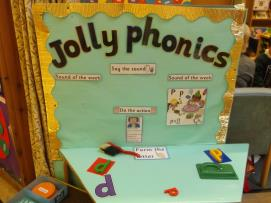 Jolly phonics
Say the sound
Sound of the week
Sound of the week
P p
Do the action
Form the
letter
d
p